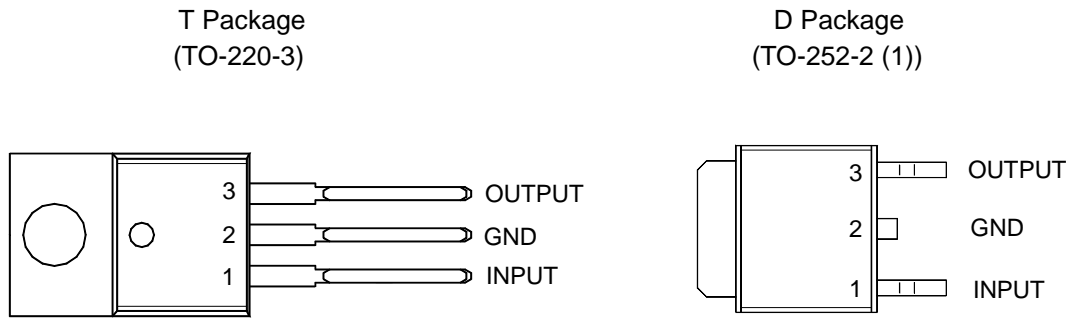 T Package
(TO-220-3)
D Package
(TO-252-2 (1))
3 OUTPUT
2 GND
1 INPUT
3 OUTPUT
2 GND
1 INPUT